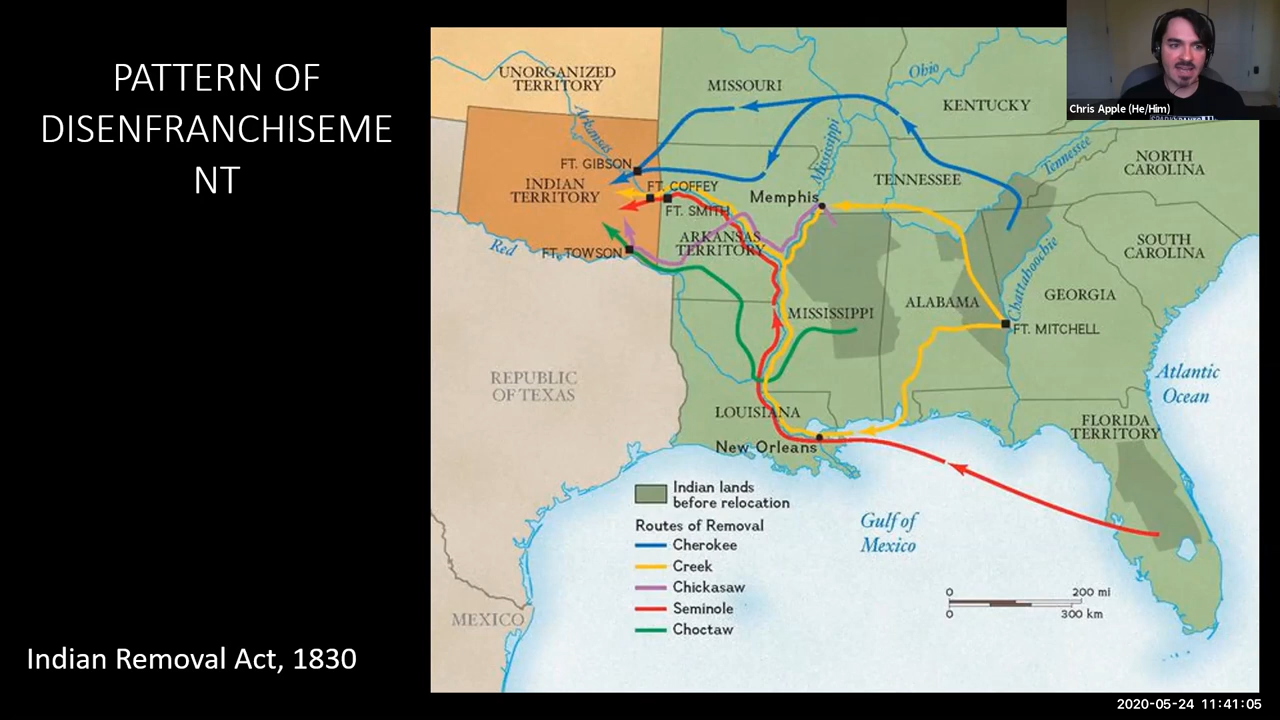 PATTERN OF
DISENFRANCHISEME
NT
Indian Removal Act, 1830
UNORGANIZED
TERRITORY
MISSOURI
Ohio
KENTUCKY
Arkansas
Mississippi
Tennessee
NORTH
CAROLINA
FT. GIBSON
INDIAN
TERRITORY
FT. COFFEY
FT. SMITH
Memphis
TENNESSEE
ARKANSAS
TERRITORY
Red
FT. TOWSON
SOUTH
CAROLINA
Chattahoochie
MISSISSIPPI
ALABAMA
GEORGIA
FT. MITCHELL
REPUBLIC
OF TEXAS
Atlantic
Ocean
LOUISIANA
New Orleans
FLORIDA
TERRITORY
Indian lands
before relocation
Routes of Removal
Cherokee
Creek
Chickasaw
Seminole
Choctaw
Gulf of
Mexico
0 200 mi
0 300 km
MEXICO
Chris Apple (He/Him)
2020-05-24 11:41:05